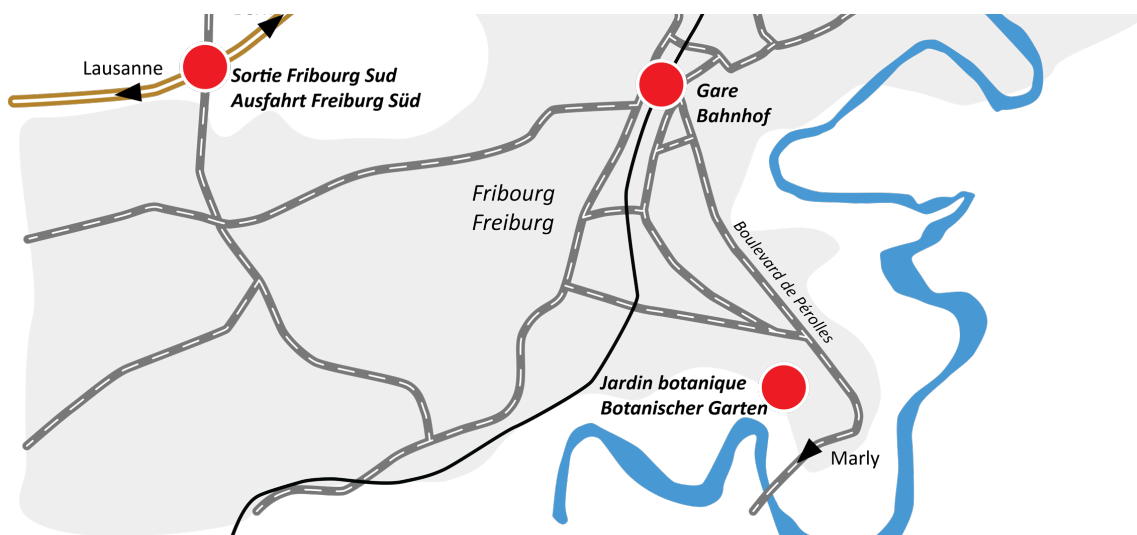 Lausanne
Sortie Fribourg Sud
Ausfahrt Freiburg Süd
Gare
Bahnhof
Fribourg
Freiburg
Boulevard de Pérolles
Jardin botanique
Botanischer Garten
Marly